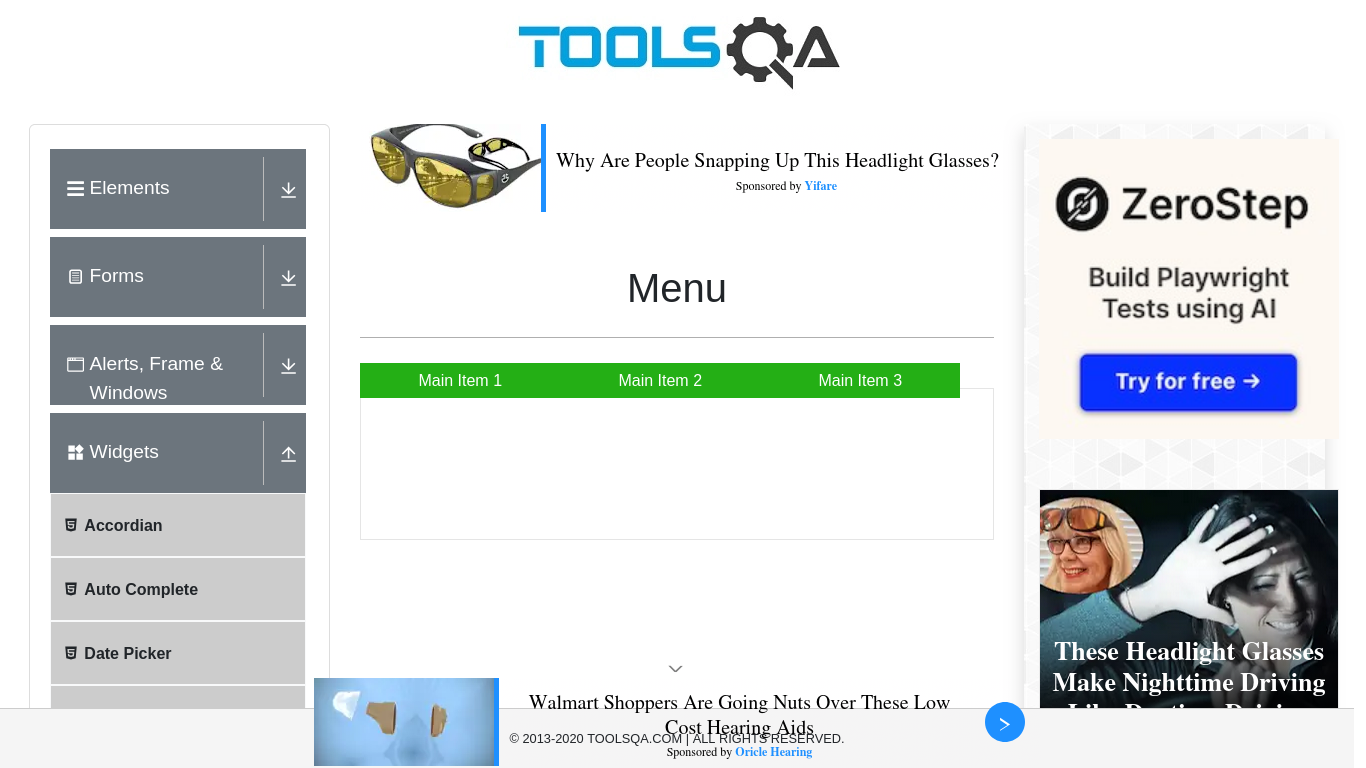 TOOLSQA
Elements
Forms
Alerts, Frame &
Windows
Widgets
Accordian
Auto Complete
Date Picker
Why Are People Snapping Up This Headlight Glasses?
Sponsored by Yifare
Menu
Main Item 1
Main Item 2
Main Item 3
ZeroStep
Build Playwright
Tests using AI
Try for free →
These Headlight Glasses
Make Nighttime Driving
Walmart Shoppers Are Going Nuts Over These Low
Cost Hearing Aids
© 2013-2020 TOOLSQA.COM | ALL RIGHTS RESERVED.
Sponsored by Oricle Hearing